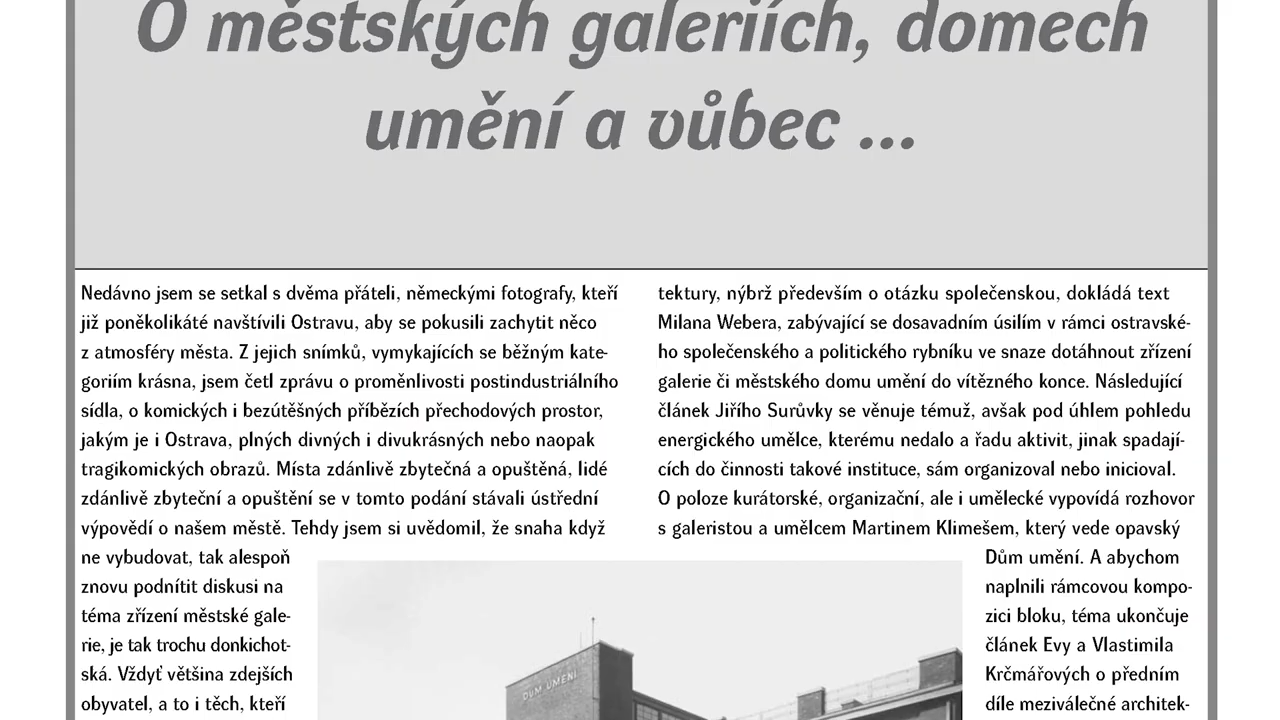 O městských galeriích, domech
umění a vůbec ...
Nedávno jsem se setkal s dvěma přáteli, německými fotografy, kteří
již poněkolikáté navštívili Ostravu, aby se pokusili zachytit něco
z atmosféry města. Z jejich snímků, vymykajících se běžným kate-
goriím krásna, jsem četl zprávu o proměnlivosti postindustriálního
sídla, o komických i bezútěšných příbězích přechodových prostor,
jakým je i Ostrava, plných divných i divukrásných nebo naopak
tragikomických obrazů. Místa zdánlivě zbytečná a opuštěná, lidé
zdánlivě zbyteční a opuštění se v tomto podání stávali ústřední
výpovědí o našem městě. Tehdy jsem si uvědomil, že snaha když
ne vybudovat, tak alespoň
znovu podnítit diskusi na
téma zřízení městské gale-
rie, je tak trochu donkichot-
ská. Vždyť většina zdejších
obyvatel, a to i těch, kteří
tektury, nýbrž především o otázku společenskou, dokládá text
Milana Webera, zabývající se dosavadním úsilím v rámci ostravské-
ho společenského a politického rybníku ve snaze dotáhnout zřízení
galerie či městského domu umění do vítězného konce. Následující
článek Jiřího Surůvky se věnuje témuž, avšak pod úhlem pohledu
energického umělce, kterému nedalo a řadu aktivit, jinak spadají-
cích do činnosti takové instituce, sám organizoval nebo inicioval.
O poloze kurátorské, organizační, ale i umělecké vypovídá rozhovor
s galeristou a umělcem Martinem Klimešem, který vede opavský
Dům umění. A abychom
naplnili rámcovou kompo-
zici bloku, téma ukončuje
článek Evy a Vlastimila
Krčmářových o předním
díle meziválečné architek-
DŮM UMĚNÍ